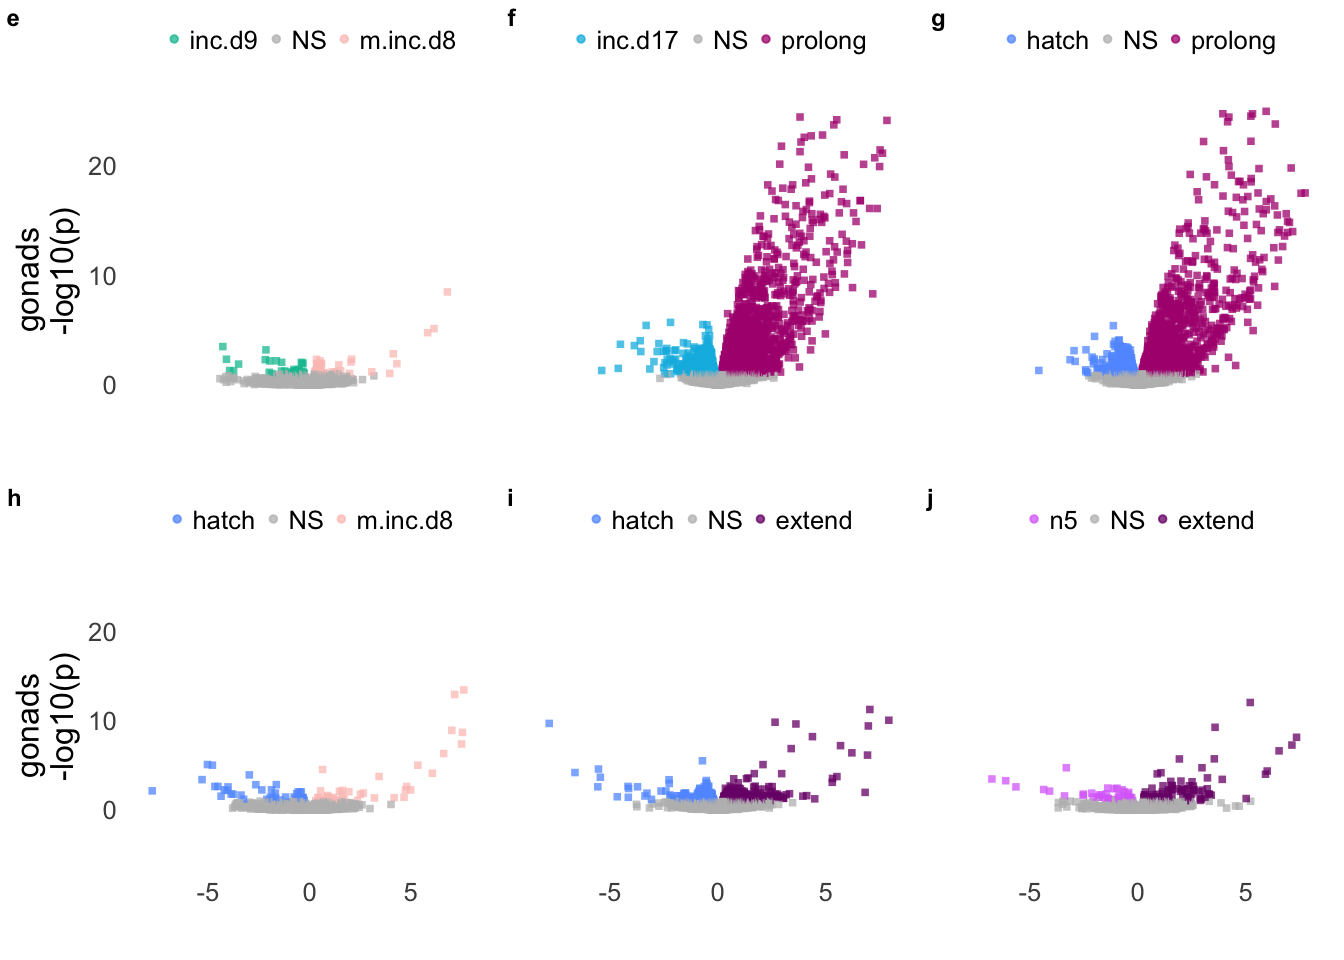 e
inc.d9 NS m.inc.d8
f
inc.d17 NS prolong
g
hatch NS prolong
gonads
-log10(p)
20
10
0
h
hatch NS m.inc.d8
i
hatch NS extend
j
n5 NS extend
gonads
-log10(p)
20
10
0
-5 0 5
-5 0 5
-5 0 5